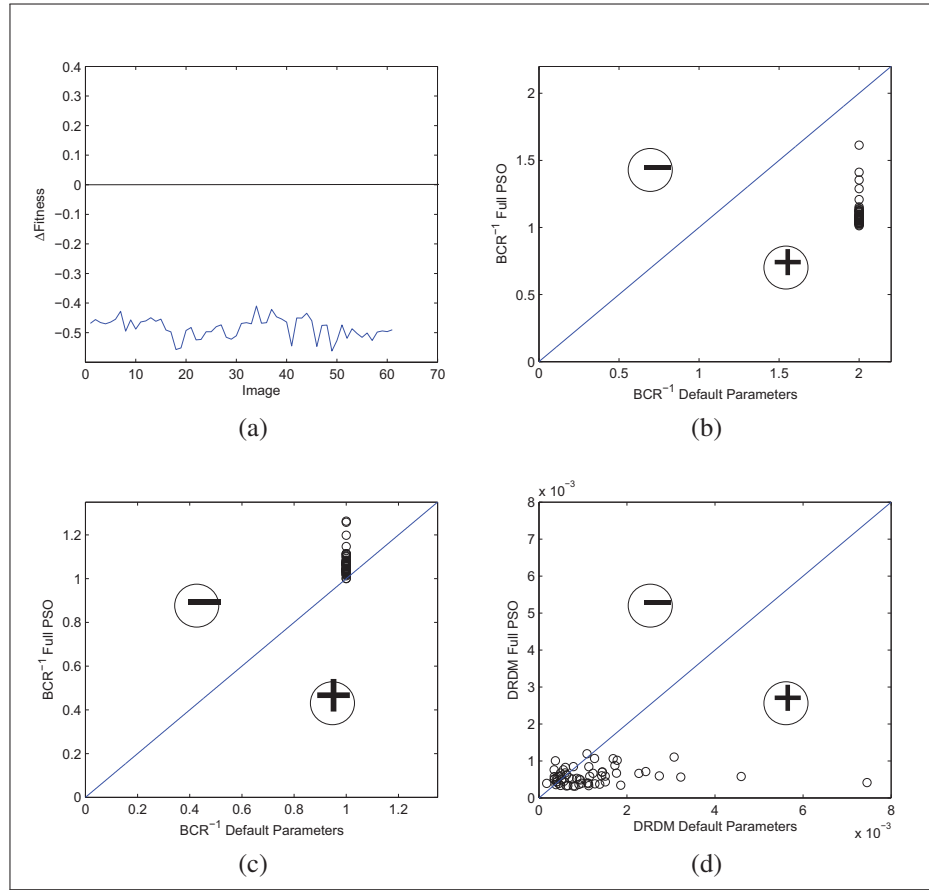 0.4
0.3
0.2
0.1
0
−0.1
−0.2
−0.3
−0.4
−0.5
ΔFitness
0 10 20 30 40 50 60 70
Image
(a)
2
1.5
1
0.5
0
BCR⁻¹ Full PSO
− +
0 0.5 1 1.5 2
BCR⁻¹ Default Parameters
(b)
1.2
1
0.8
0.6
0.4
0.2
0
BCR⁻¹ Full PSO
− +
0 0.2 0.4 0.6 0.8 1 1.2
BCR⁻¹ Default Parameters
(c)
x 10⁻³
8
7
6
5
4
3
2
1
0
DRDM Full PSO
− +
0 2 4 6 8
DRDM Default Parameters
x 10⁻³
(d)